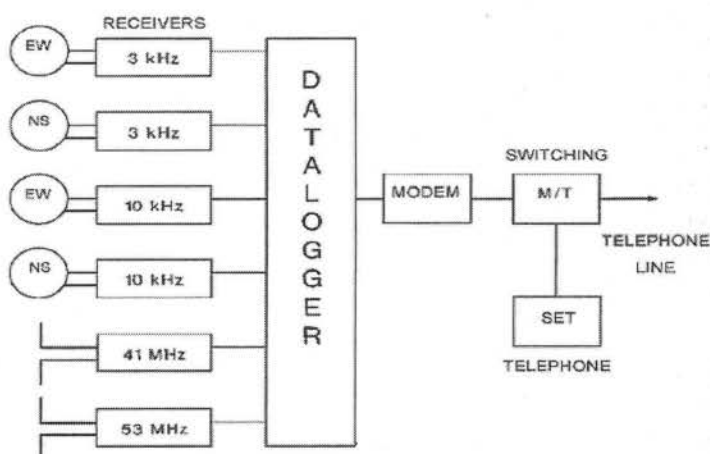 RECEIVERS
EW
3 kHz
NS
3 kHz
EW
10 kHz
NS
10 kHz
41 MHz
53 MHz
DATALOGGER
MODEM
SWITCHING
M/T
TELEPHONE
LINE
SET
TELEPHONE